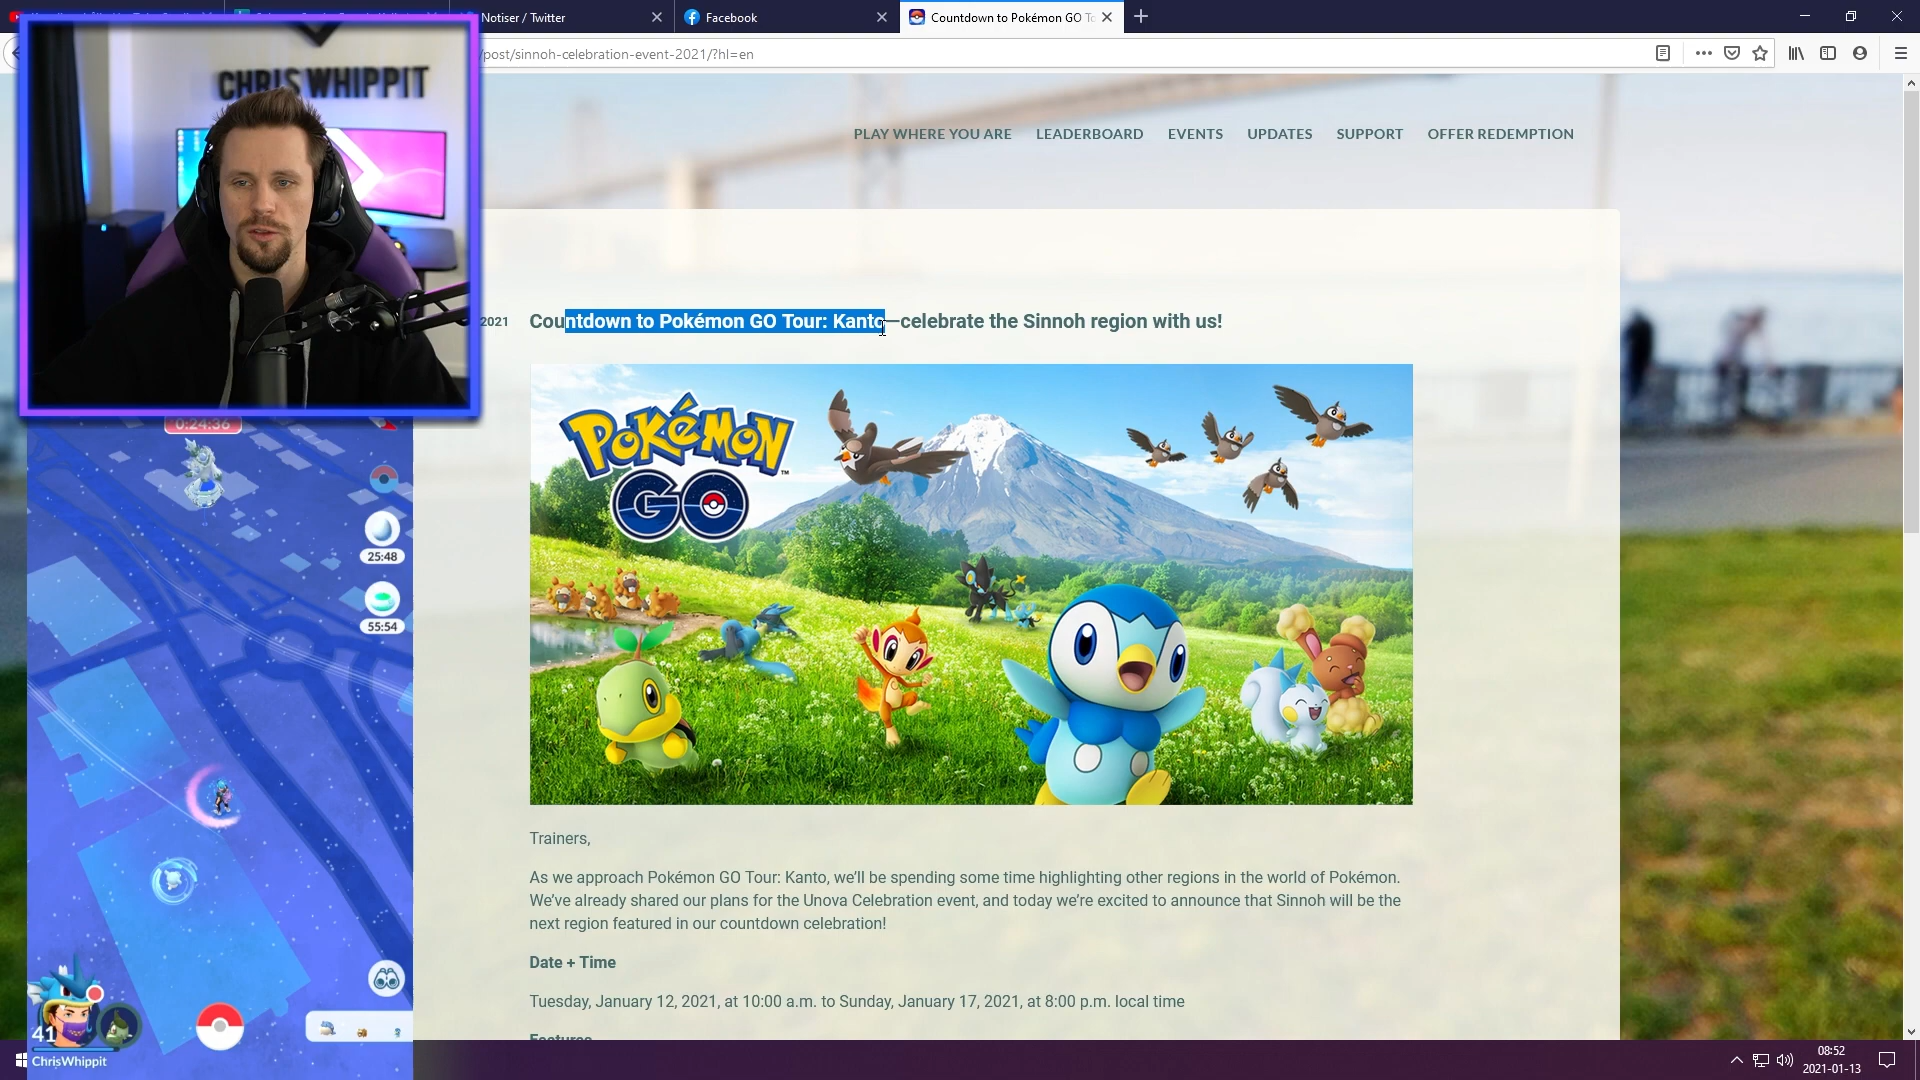 Notiser / Twitter
Facebook
Countdown to Pokémon GO To
/post/sinnoh-celebration-event-2021/?hl=en
CHRIS WHIPPIT
PLAY WHERE YOU ARE
LEADERBOARD
EVENTS
UPDATES
SUPPORT
OFFER REDEMPTION
2021
Countdown to Pokémon GO Tour: Kanto—celebrate the Sinnoh region with us!
POKéMON
GO
TM
0:24:36
25:48
55:54
Trainers,
As we approach Pokémon GO Tour: Kanto, we’ll be spending some time highlighting other regions in the world of Pokémon.
We’ve already shared our plans for the Unova Celebration event, and today we’re excited to announce that Sinnoh will be the
next region featured in our countdown celebration!
Date + Time
Tuesday, January 12, 2021, at 10:00 a.m. to Sunday, January 17, 2021, at 8:00 p.m. local time
Features
41
ChrisWhippit
08:52
2021-01-13